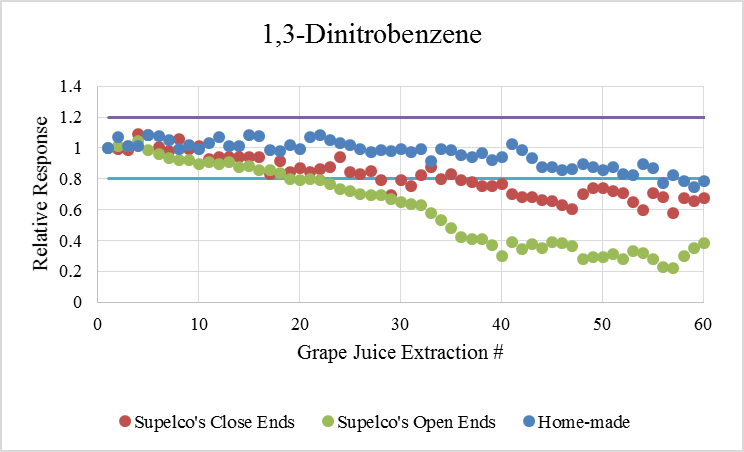 1,3-Dinitrobenzene
1.4
1.2
1
0.8
0.6
0.4
0.2
0
Relative Response
0 10 20 30 40 50 60
Grape Juice Extraction #
Supelco's Close Ends Supelco's Open Ends Home-made